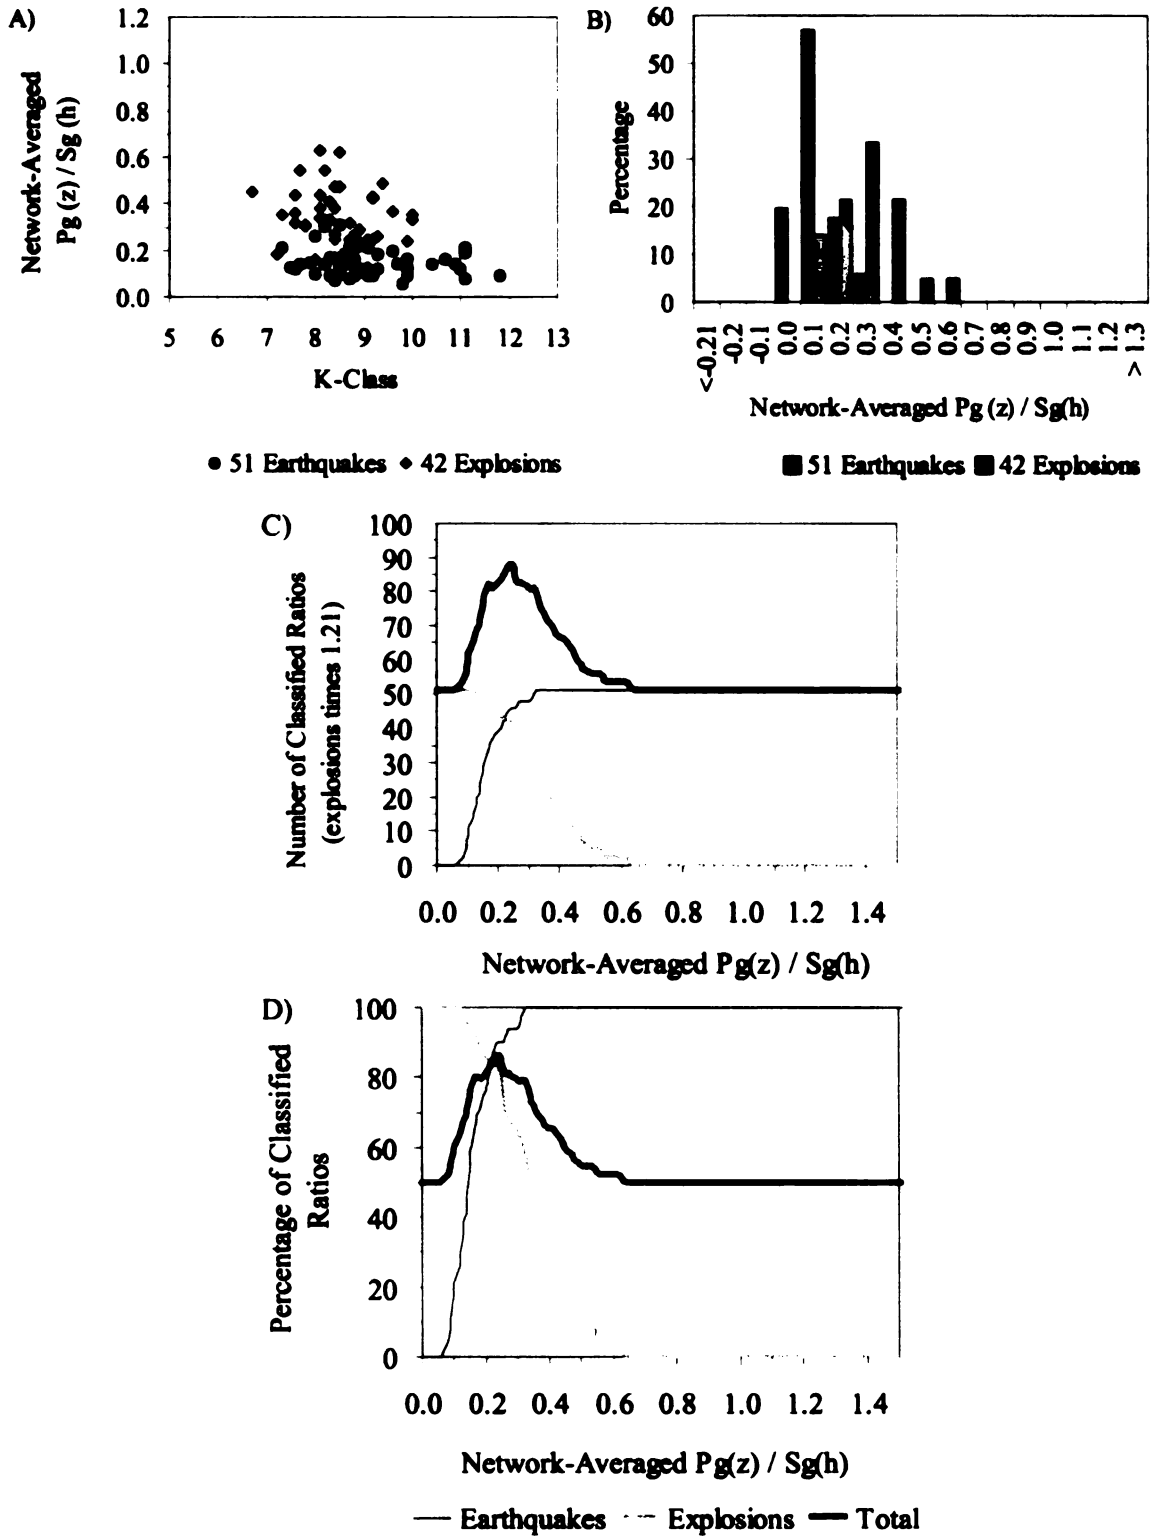 A)
Network-Averaged
Pg (z) / Sg (h)
1.2
1.0
0.8
0.6
0.4
0.2
0.0
5 6 7 8 9 10 11 12 13
K-Class
● 51 Earthquakes ◆ 42 Explosions
B)
Percentage
60
50
40
30
20
10
0
<-0.21 -0.2 -0.1 0.0 0.1 0.2 0.3 0.4 0.5 0.6 0.7 0.8 0.9 1.0 1.1 1.2 > 1.3
Network-Averaged Pg (z) / Sg(h)
■ 51 Earthquakes ■ 42 Explosions
C)
Number of Classified Ratios
(explosions times 1.21)
100
90
80
70
60
50
40
30
20
10
0
0.0 0.2 0.4 0.6 0.8 1.0 1.2 1.4
Network-Averaged Pg(z) / Sg(h)
D)
Percentage of Classified
Ratios
100
80
60
40
20
0
0.0 0.2 0.4 0.6 0.8 1.0 1.2 1.4
Network-Averaged Pg(z) / Sg(h)
Earthquakes Explosions Total